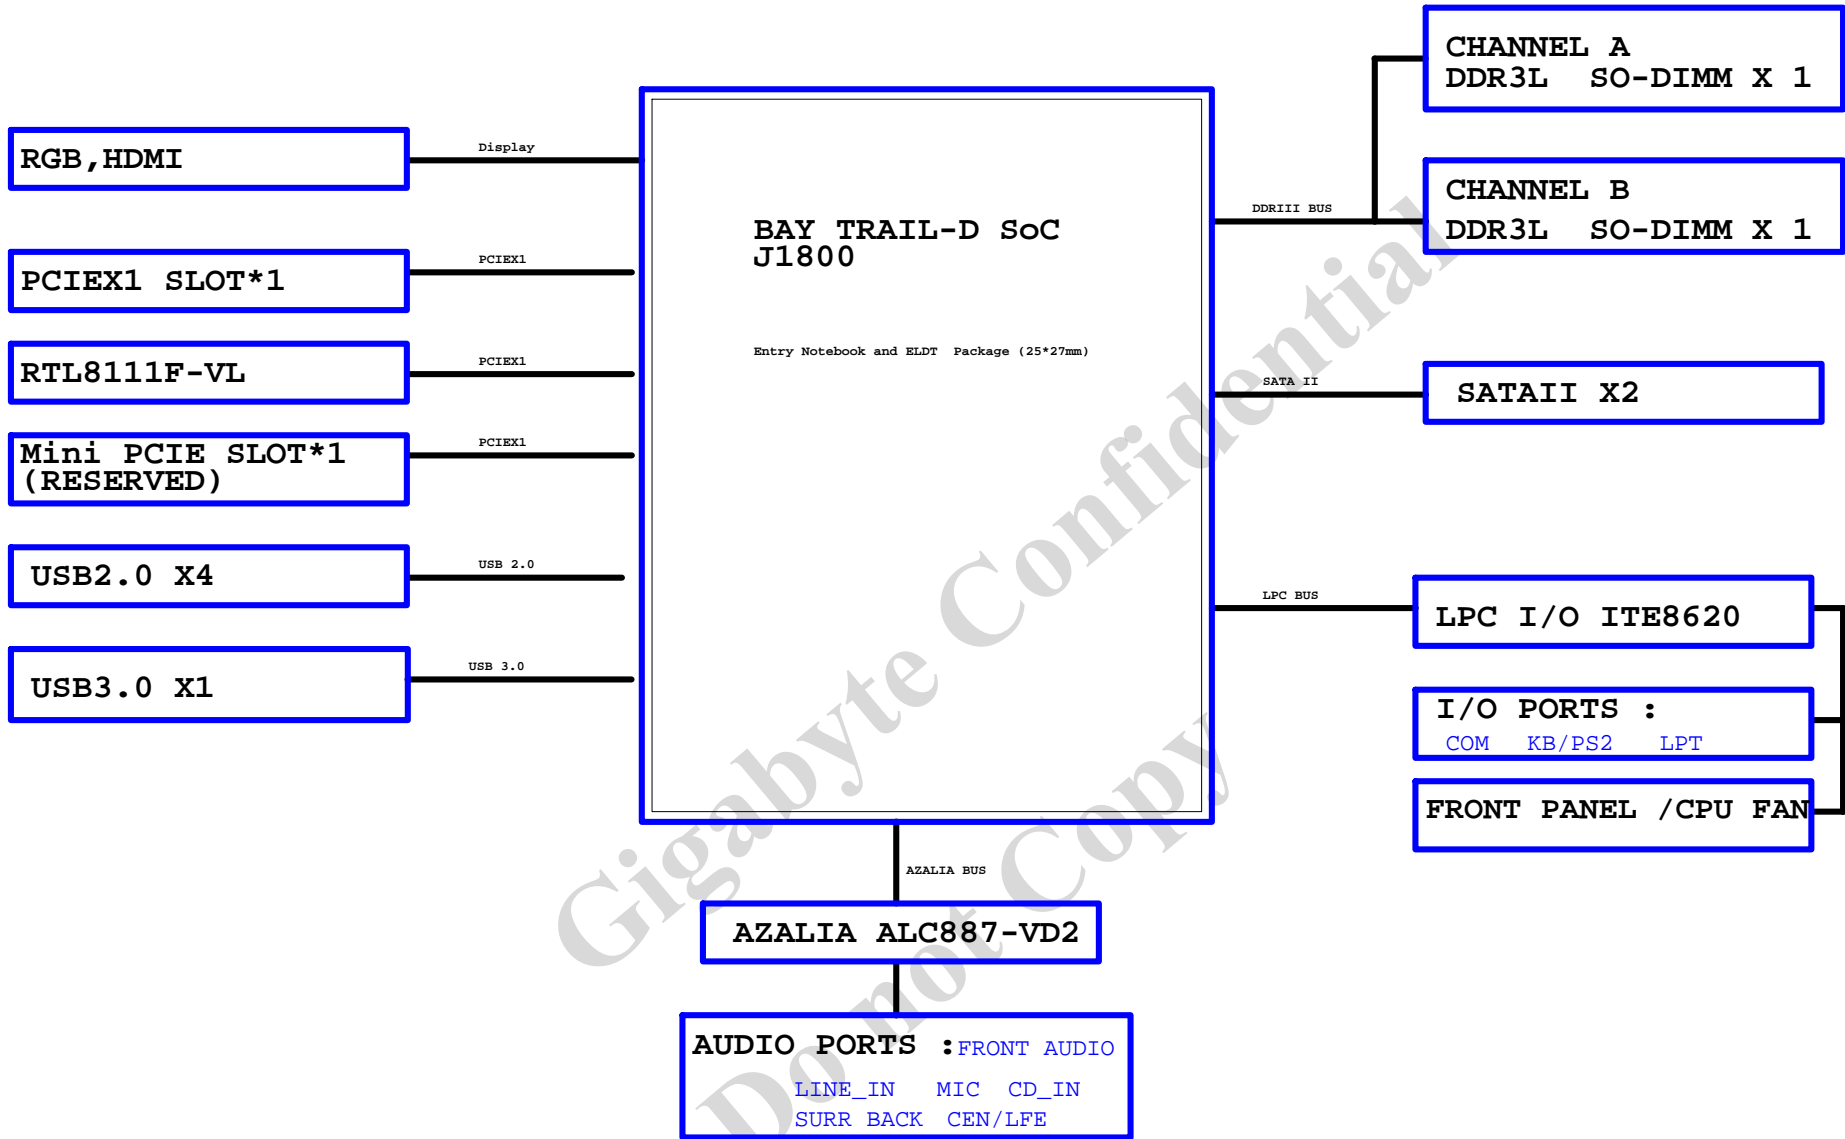 CHANNEL A
DDR3L SO-DIMM X 1
RGB,HDMI
Display
CHANNEL B
DDR3L SO-DIMM X 1
DDRIII BUS
BAY TRAIL-D SoC
J1800
PCIEX1 SLOT*1
PCIEX1
Entry Notebook and ELDT Package (25*27mm)
RTL8111F-VL
PCIEX1
SATA II
SATAII X2
Mini PCIE SLOT*1
(RESERVED)
PCIEX1
USB2.0 X4
USB 2.0
LPC BUS
LPC I/O ITE8620
USB3.0 X1
USB 3.0
I/O PORTS :
COM KB/PS2 LPT
FRONT PANEL /CPU FAN
AZALIA BUS
AZALIA ALC887-VD2
AUDIO PORTS :FRONT AUDIO
LINE_IN MIC CD_IN
SURR BACK CEN/LFE
Gigabyte Confidential
Do not Copy